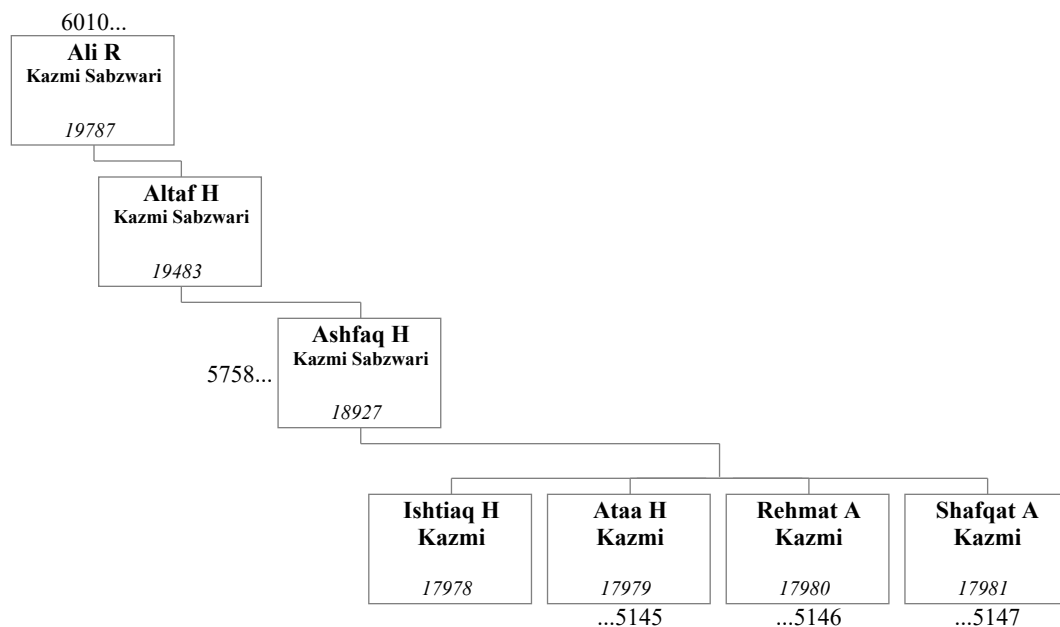 6010...
Ali R
Kazmi Sabzwari
19787
Altaf H
Kazmi Sabzwari
19483
Ashfaq H
Kazmi Sabzwari
5758...
18927
Ishtiaq H
Kazmi
17978
Ataa H
Kazmi
17979
...5145
Rehmat A
Kazmi
17980
...5146
Shafqat A
Kazmi
17981
...5147